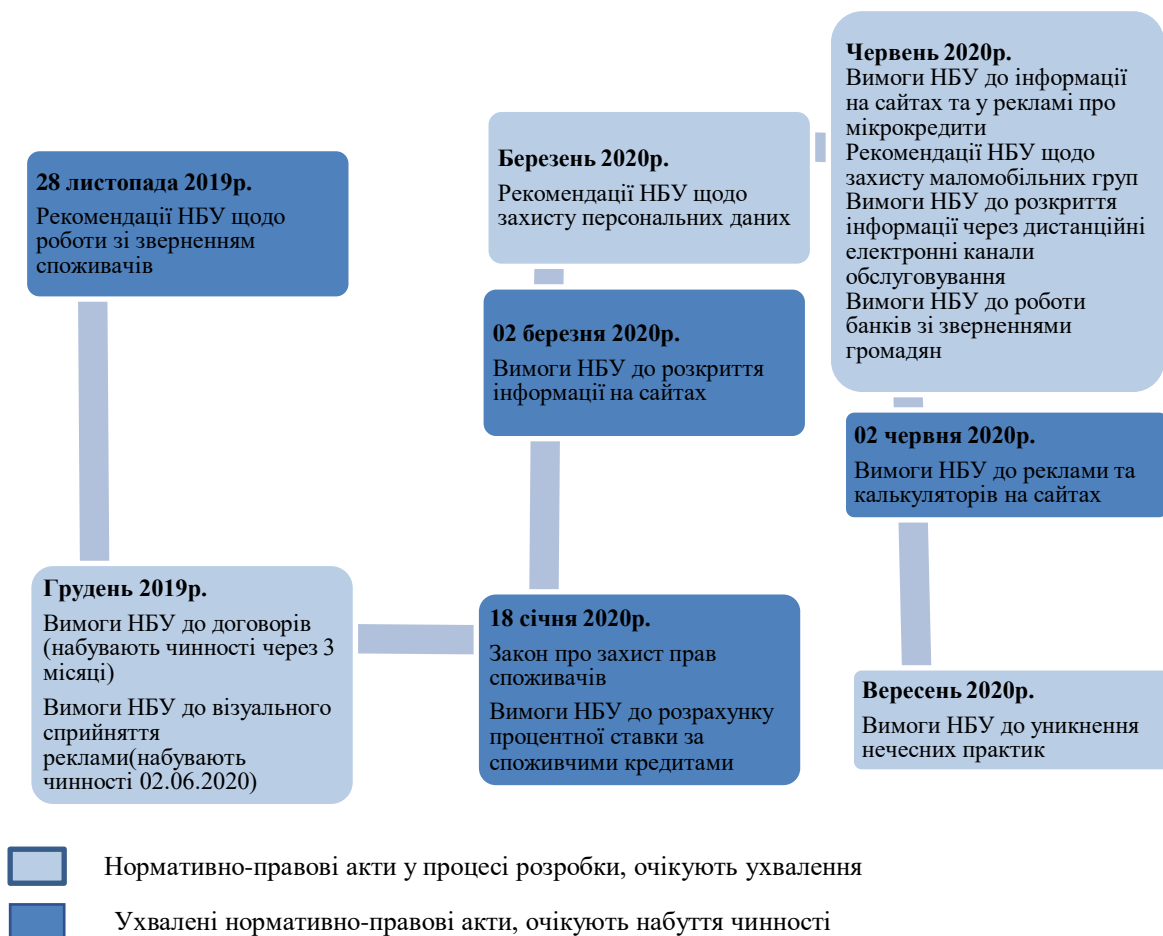 28 листопада 2019р.
Рекомендації НБУ щодо
роботи зі зверненням
споживачів
Грудень 2019р.
Вимоги НБУ до договорів
(набувають чинності через 3
місяці)
Вимоги НБУ до візуального
сприйняття
реклами(набувають
чинності 02.06.2020)
18 січня 2020р.
Закон про захист прав
споживачів
Вимоги НБУ до розрахунку
процентної ставки за
споживчими кредитами
02 березня 2020р.
Вимоги НБУ до розкриття
інформації на сайтах
Березень 2020р.
Рекомендації НБУ щодо
захисту персональних даних
Червень 2020р.
Вимоги НБУ до інформації
на сайтах та у рекламі про
мікрокредити
Рекомендації НБУ щодо
захисту маломобільних груп
Вимоги НБУ до розкриття
інформації через дистанційні
електронні канали
обслуговування
Вимоги НБУ до роботи
банків зі зверненнями
громадян
02 червня 2020р.
Вимоги НБУ до реклами та
калькуляторів на сайтах
Вересень 2020р.
Вимоги НБУ до уникнення
нечесних практик
Нормативно-правові акти у процесі розробки, очікують ухвалення
Ухвалені нормативно-правові акти, очікують набуття чинності